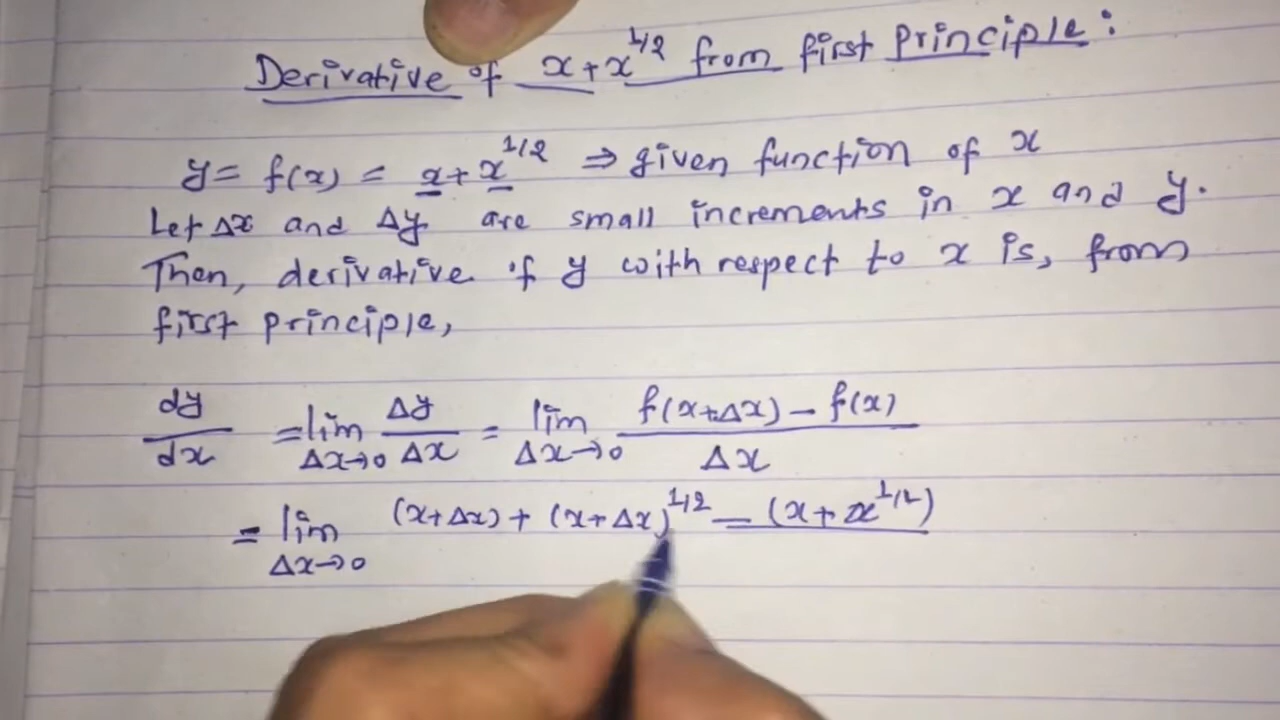 Derivative of x+x^1/2 from first principle:
y= f(x) = x+x^1/2 ⇒ given function of x
Let Δx and Δy are small increments in x and y.
Then, derivative of y with respect to x is, from
first principle,
dy/dx = lim Δx→0 Δy/Δx = lim Δx→0 f(x+Δx) - f(x)/Δx
= lim Δx→0 (x+Δx) + (x+Δx)^1/2 - (x+x^1/2)